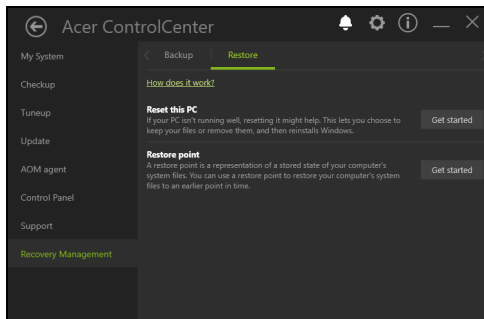 Acer ControlCenter
My System
Backup
Restore
Checkup
How does it work?
Tuneup
Reset this PC
If your PC isn't running well, resetting it might help. This lets you choose to
keep your files or remove them, and then reinstalls Windows.
Get started
Update
Restore point
A restore point is a representation of a stored state of your computer's
system files. You can use a restore point to restore your computer's system
files to an earlier point in time.
Get started
AOM agent
Control Panel
Support
Recovery Management